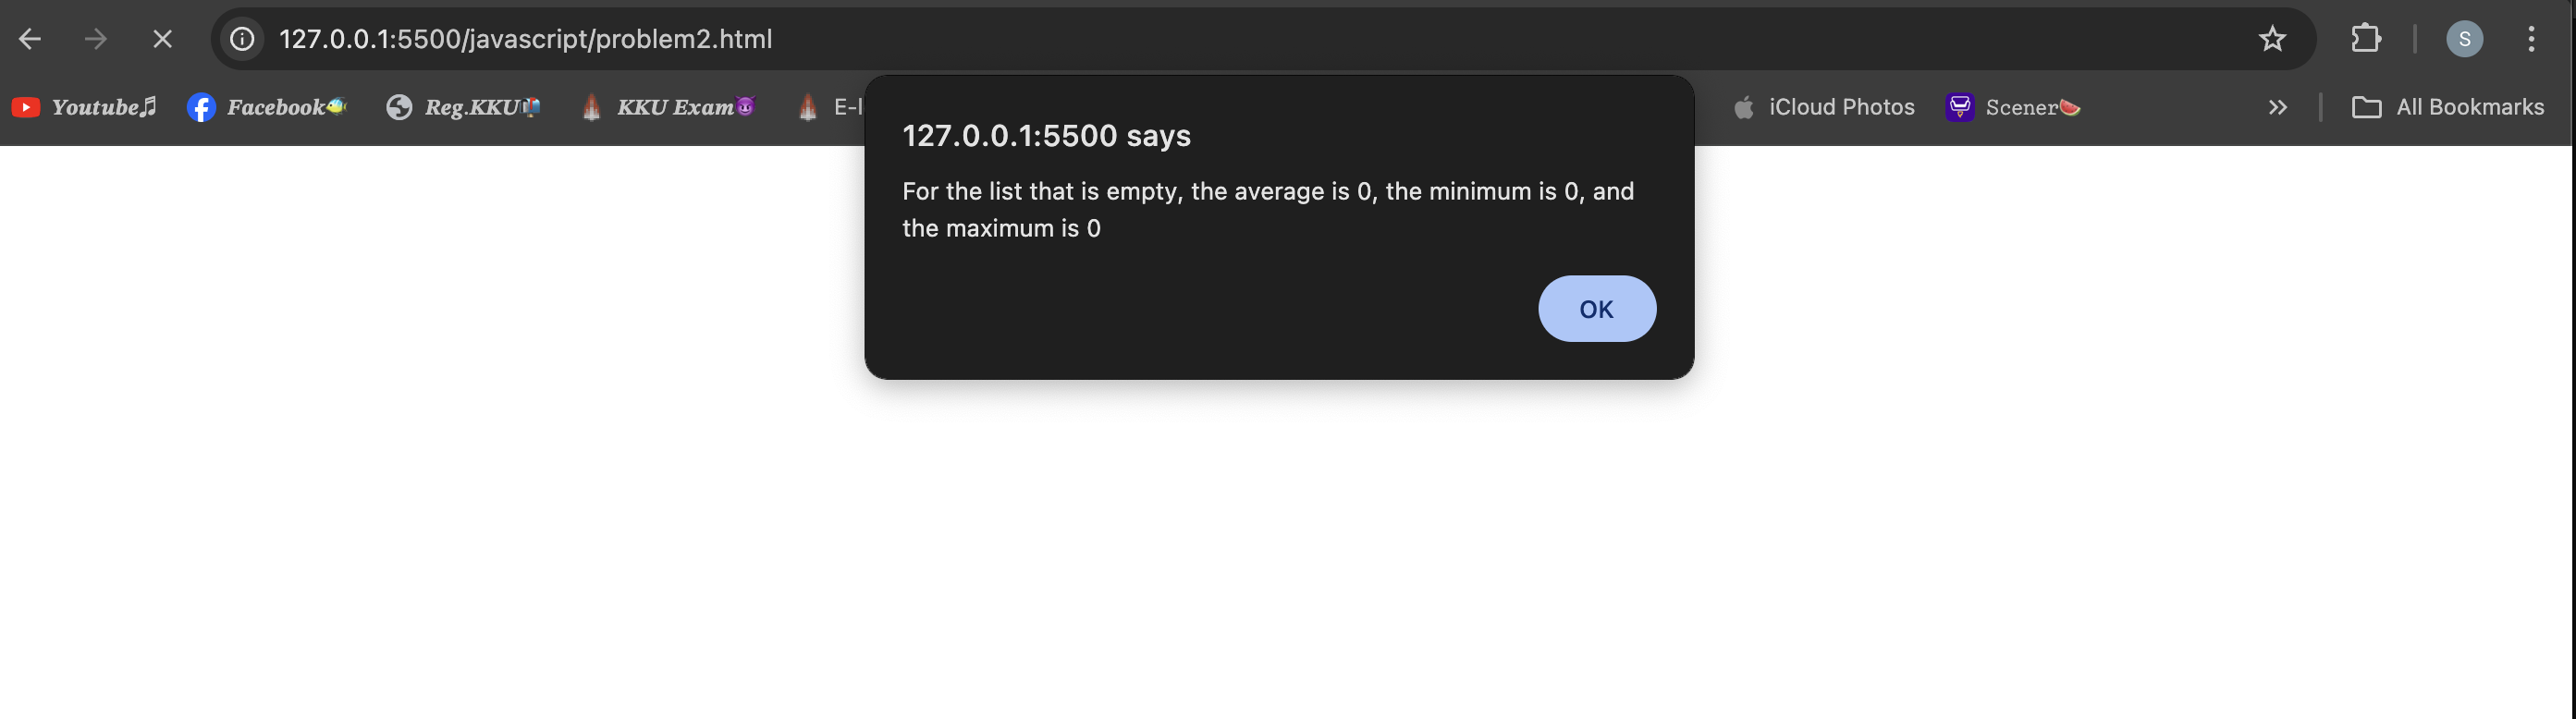 127.0.0.1:5500/javascript/problem2.html
S
Youtube🎵 Facebook🐠 Reg.KKU📬 KKU Exam😈 E-l iCloud Photos Scener🍉 » All Bookmarks
127.0.0.1:5500 says
For the list that is empty, the average is 0, the minimum is 0, and
the maximum is 0
OK